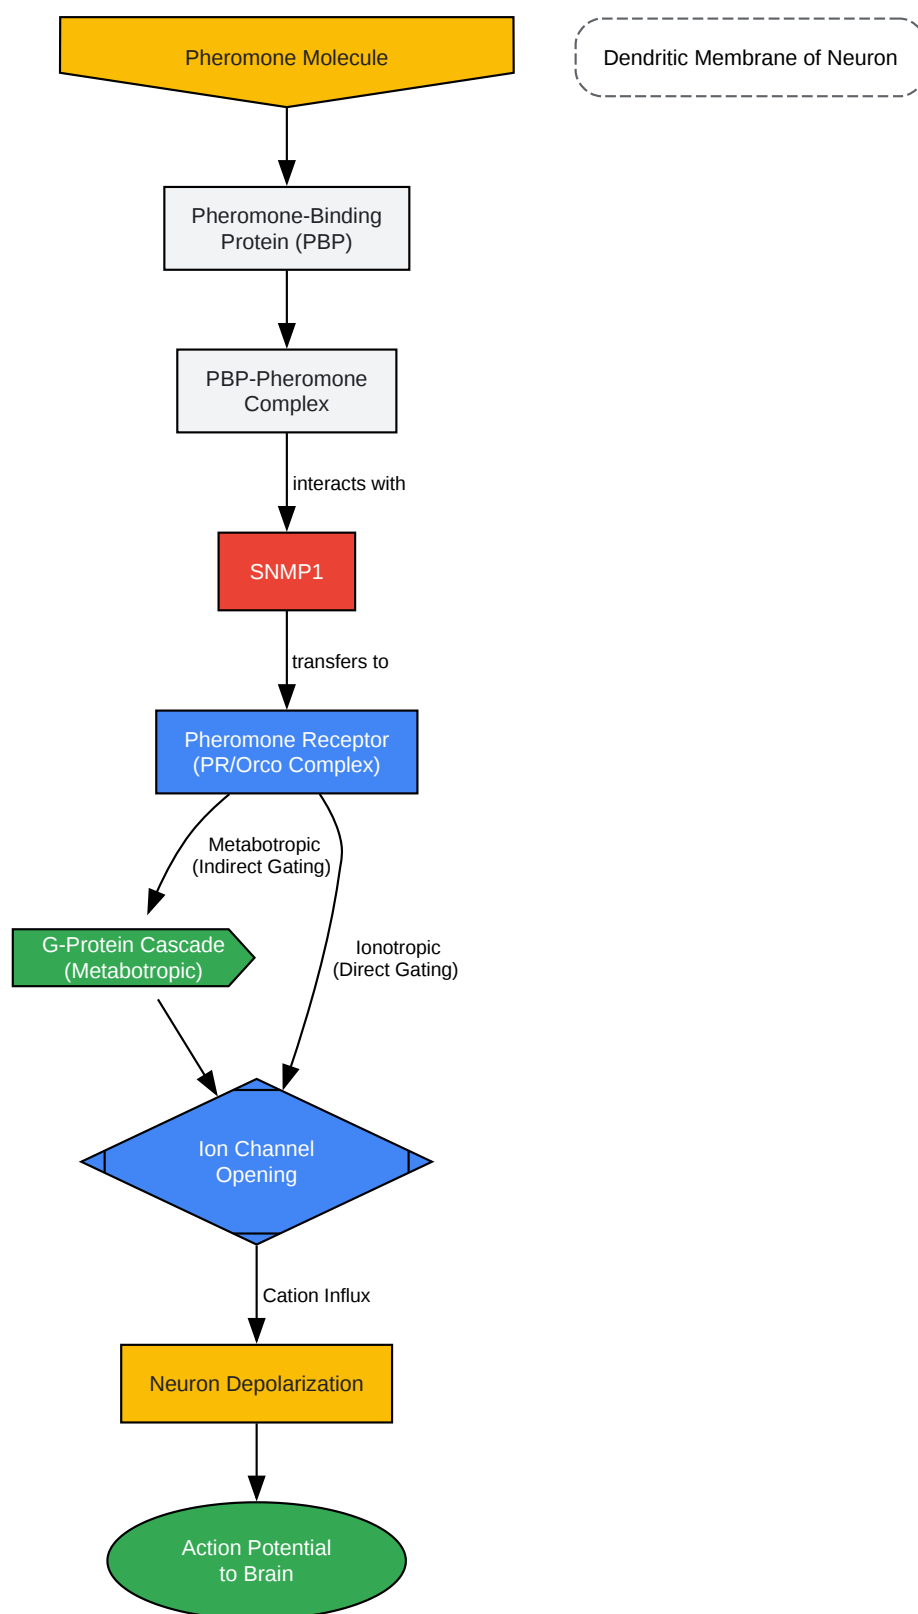 Pheromone Molecule
Dendritic Membrane of Neuron
Pheromone-Binding
Protein (PBP)
PBP-Pheromone
Complex
interacts with
SNMP1
transfers to
Pheromone Receptor
(PR/Orco Complex)
Metabotropic
(Indirect Gating)
G-Protein Cascade
(Metabotropic)
Ionotropic
(Direct Gating)
Ion Channel
Opening
Cation Influx
Neuron Depolarization
Action Potential
to Brain